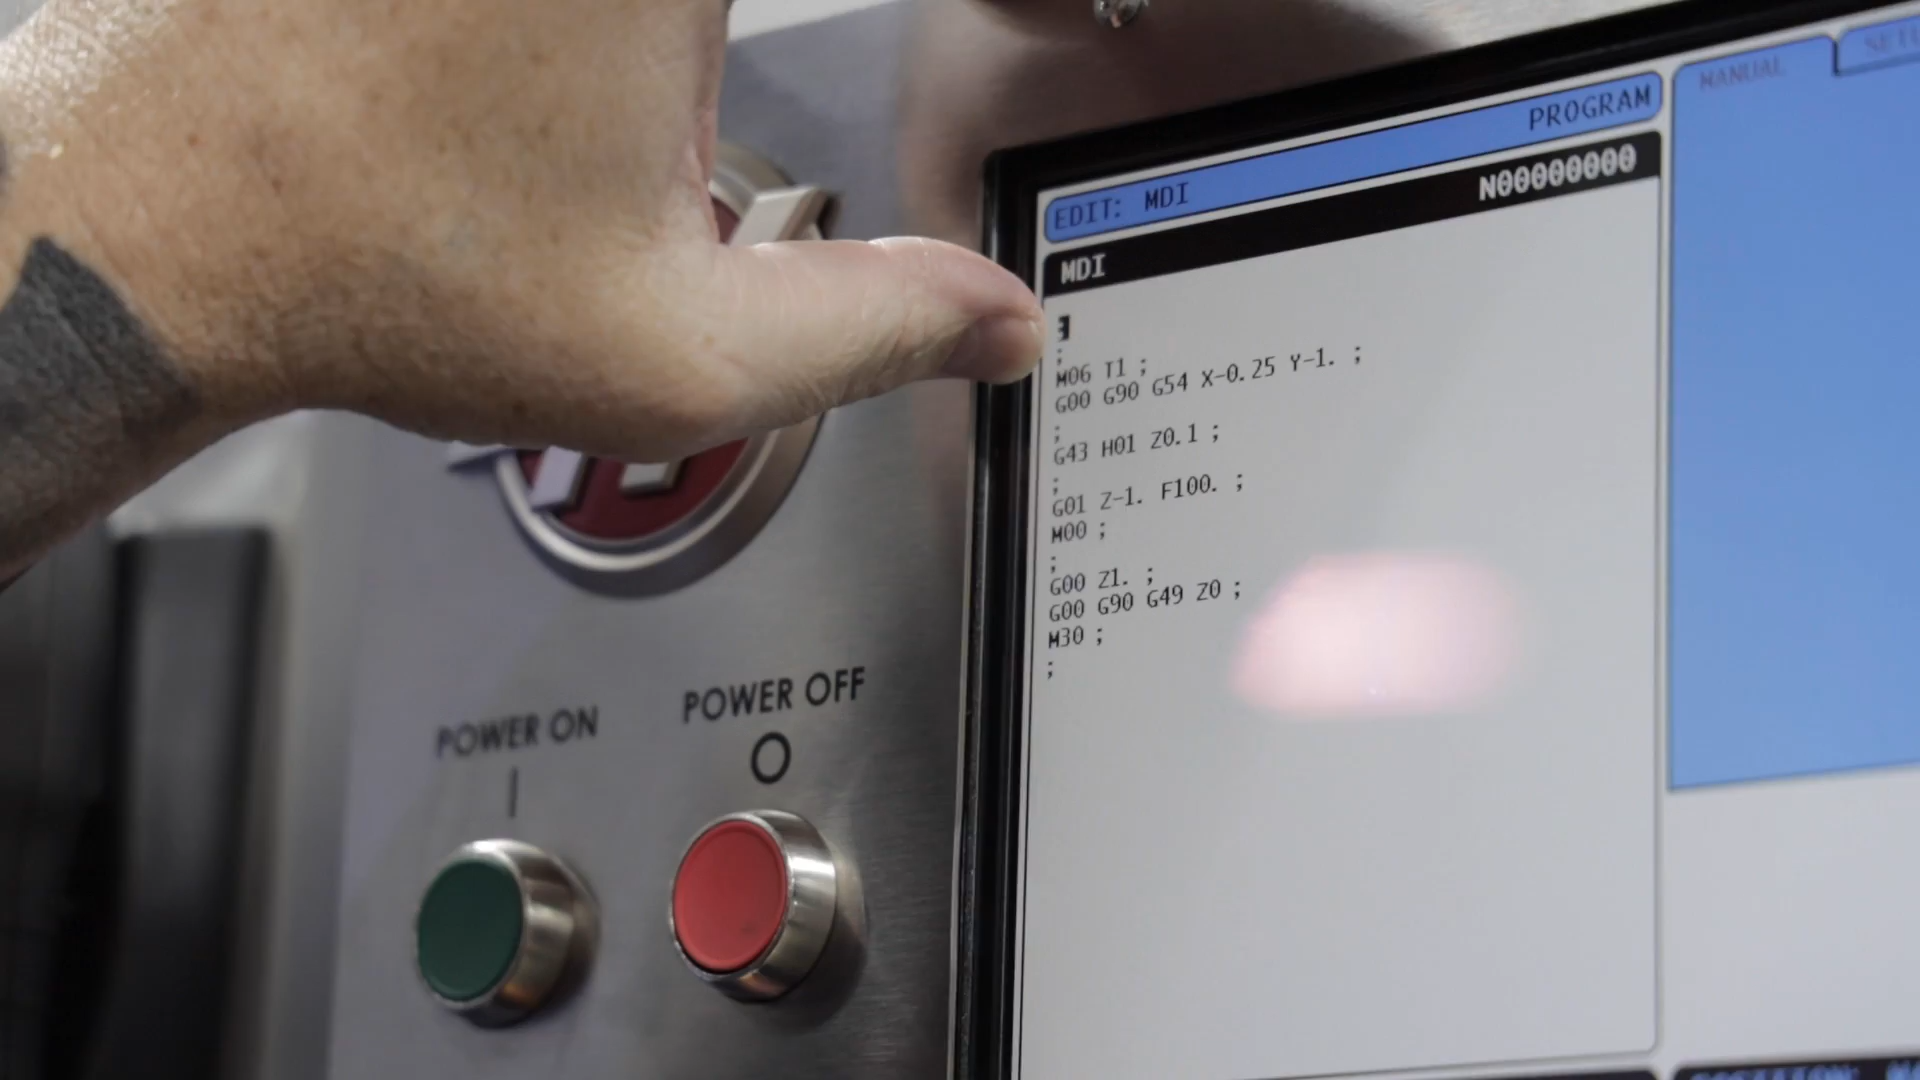 EDIT: MDI PROGRAM
MANUAL
SETU
MDI N00000000
;
;
M06 T1 ;
G00 G90 G54 X-0.25 Y-1. ;
;
G43 H01 Z0.1 ;
;
G01 Z-1. F100. ;
M00 ;
;
G00 Z1. ;
G00 G90 G49 Z0 ;
M30 ;
;
POWER ON
POWER OFF